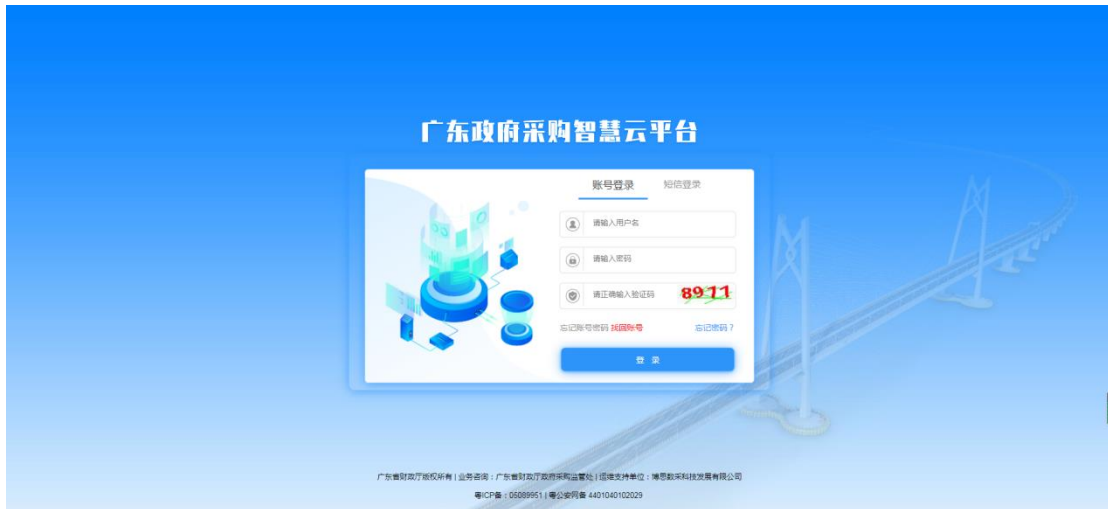 广东政府采购智慧云平台
账号登录 短信登录
请输入用户名
请输入密码
请正确输入验证码 8911
忘记账号密码 找回账号 忘记密码？
登 录
广东省财政厅版权所有 | 业务咨询：广东省财政厅政府采购监管处 | 运维支持单位：博思数采科技发展有限公司
粤ICP备：05089951 | 粤公安网备 4401040102029